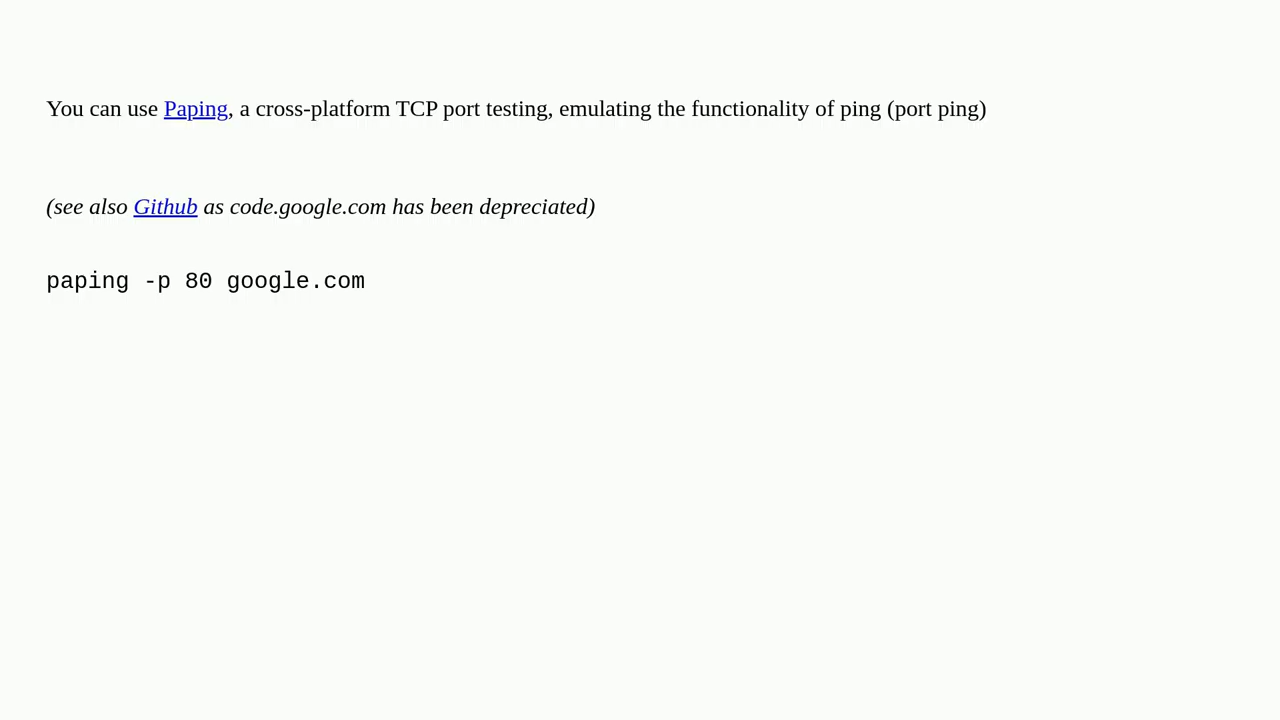 You can use Paping, a cross-platform TCP port testing, emulating the functionality of ping (port ping)
(see also Github as code.google.com has been depreciated)
paping -p 80 google.com